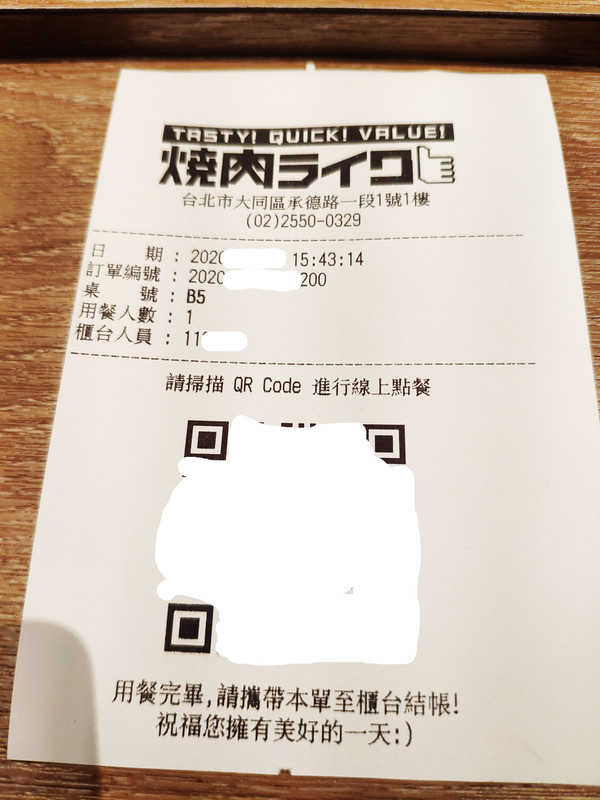 TASTY! QUICK! VALUE!
焼肉ライク
台北市大同區承德路一段1號1樓
(02)2550-0329
日 期 : 202 15:43:14
訂單編號 : 202 200
桌 號 : B5
用餐人數 : 1
櫃台人員 : 11
請掃描 QR Code 進行線上點餐
用餐完畢,請攜帶本單至櫃台結帳!
祝福您擁有美好的一天:)